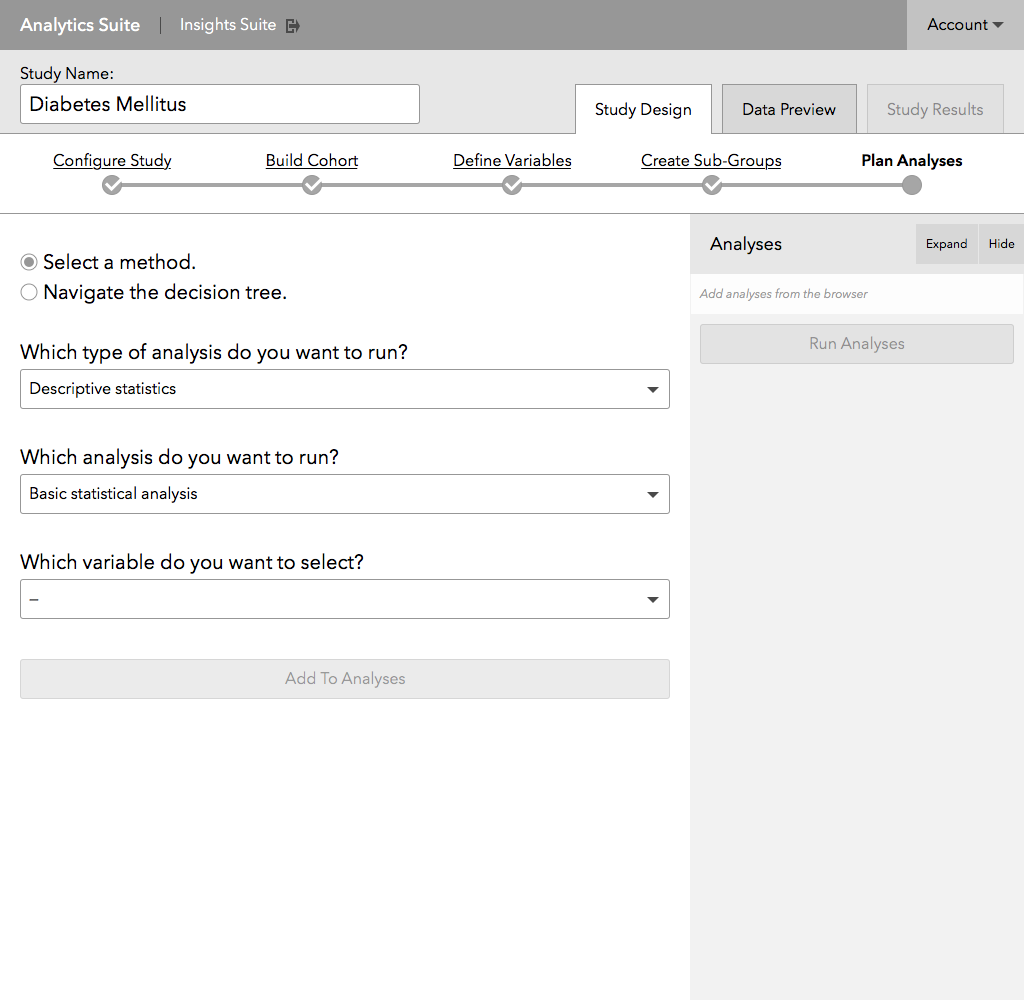 Analytics Suite | Insights Suite
Account
Study Name:
Diabetes Mellitus
Study Design
Data Preview
Study Results
Configure Study
Build Cohort
Define Variables
Create Sub-Groups
Plan Analyses
Select a method.
Navigate the decision tree.
Which type of analysis do you want to run?
Descriptive statistics
Which analysis do you want to run?
Basic statistical analysis
Which variable do you want to select?
–
Add To Analyses
Analyses
Expand
Hide
Add analyses from the browser
Run Analyses